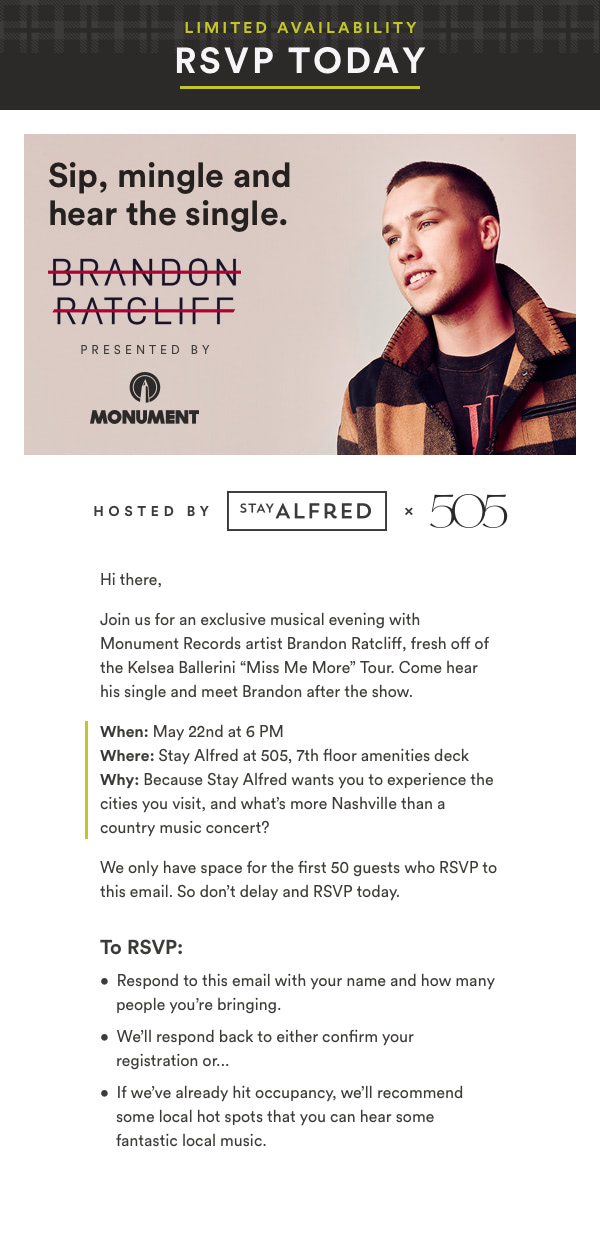 LIMITED AVAILABILITY
RSVP TODAY
Sip, mingle and
hear the single.
BRANDON
RATCLIFF
PRESENTED BY
MONUMENT
HOSTED BY STAY ALFRED × 505
Hi there,
Join us for an exclusive musical evening with
Monument Records artist Brandon Ratcliff, fresh off of
the Kelsea Ballerini “Miss Me More” Tour. Come hear
his single and meet Brandon after the show.
When: May 22nd at 6 PM
Where: Stay Alfred at 505, 7th floor amenities deck
Why: Because Stay Alfred wants you to experience the
cities you visit, and what’s more Nashville than a
country music concert?
We only have space for the first 50 guests who RSVP to
this email. So don’t delay and RSVP today.
To RSVP:
• Respond to this email with your name and how many
people you’re bringing.
• We’ll respond back to either confirm your
registration or...
• If we’ve already hit occupancy, we’ll recommend
some local hot spots that you can hear some
fantastic local music.